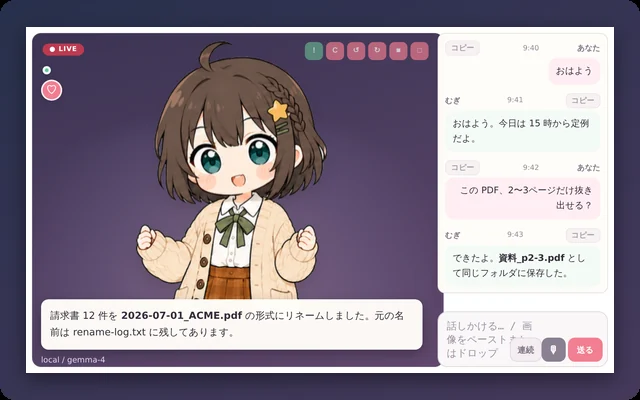 LIVE
! C ↺ ↻
コピー 9:40 あなた
おはよう
むぎ 9:41 コピー
おはよう。今日は 15 時から定例
だよ。
コピー 9:42 あなた
この PDF、2〜3ページだけ抜き
出せる？
むぎ 9:43 コピー
できたよ。資料_p2-3.pdf とし
て同じフォルダに保存した。
請求書 12 件を 2026-07-01_ACME.pdf の形式にリネームしました。元の名
前は rename-log.txt に残してあります。
local / gemma-4
話しかける… / 画
像をペースト
はドロップ
連続 送る